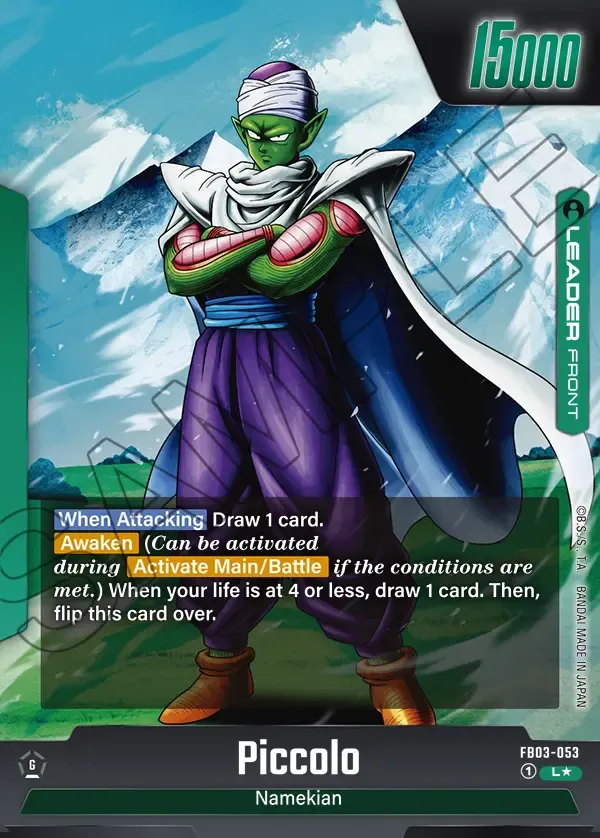 15000
LEADER FRONT
When Attacking Draw 1 card.
Awaken (Can be activated
during Activate Main/Battle if the conditions are
met.) When your life is at 4 or less, draw 1 card. Then,
flip this card over.
©B.S./S., T.A. BANDAI MADE IN JAPAN
SAMPLE
G
Piccolo
FB03-053
1 L★
Namekian